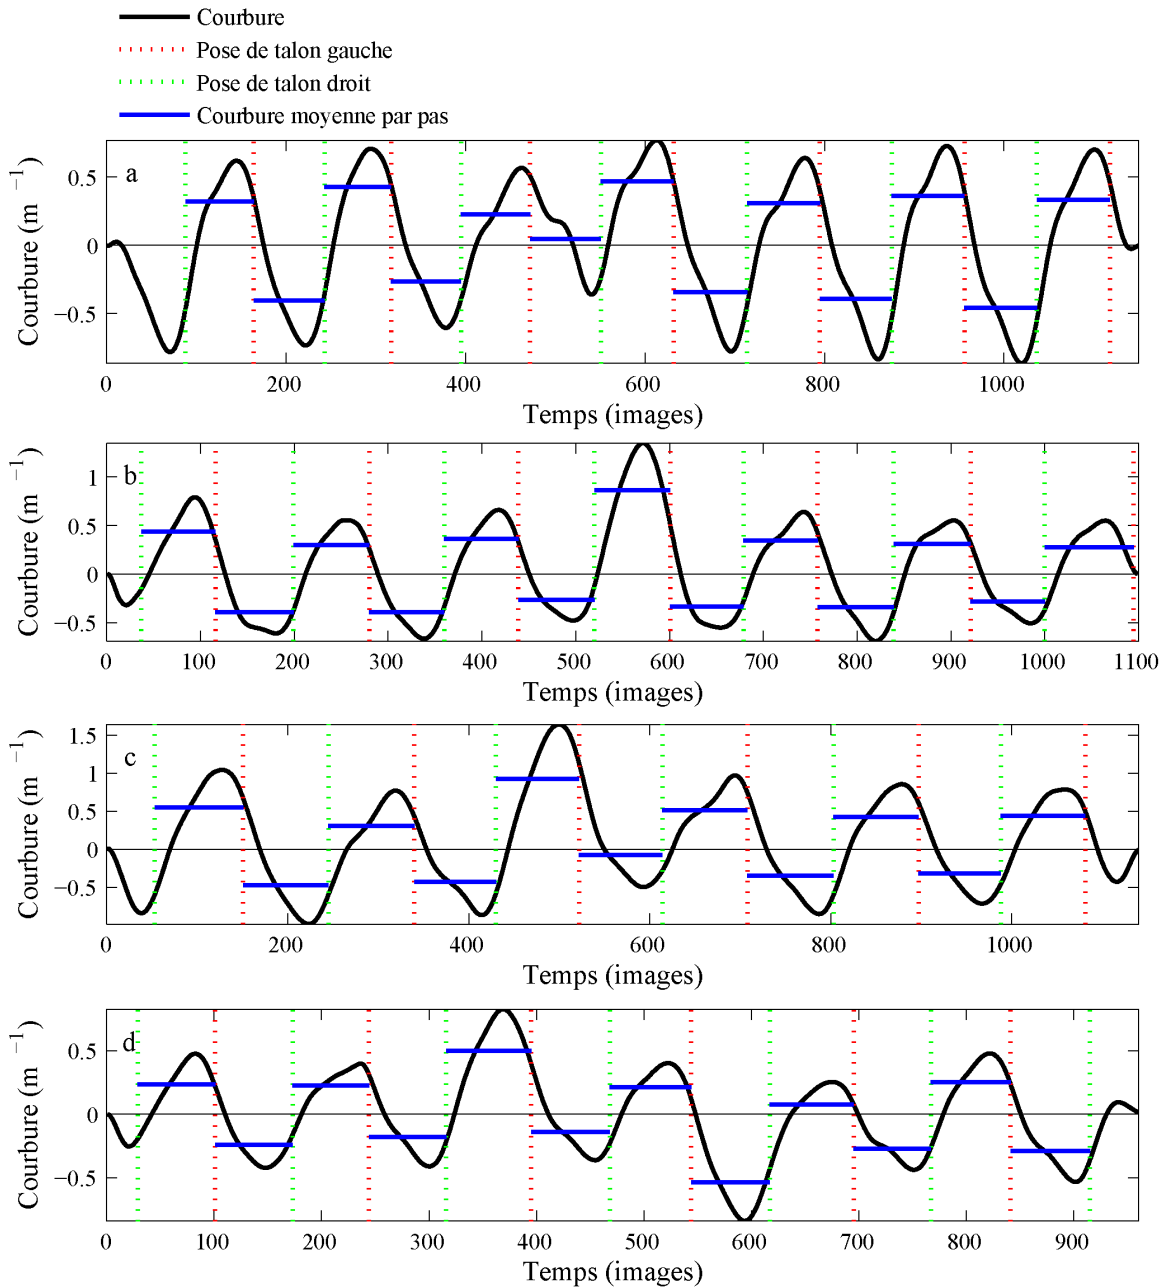 Courbure
Pose de talon gauche
Pose de talon droit
Courbure moyenne par pas
a
Courbure (m −1)
0.5
0
−0.5
0 200 400 600 800 1000
Temps (images)
b
Courbure (m −1)
1
0.5
0
−0.5
0 100 200 300 400 500 600 700 800 900 1000 1100
Temps (images)
c
Courbure (m −1)
1.5
1
0.5
0
−0.5
0 200 400 600 800 1000
Temps (images)
d
Courbure (m −1)
0.5
0
−0.5
0 100 200 300 400 500 600 700 800 900
Temps (images)